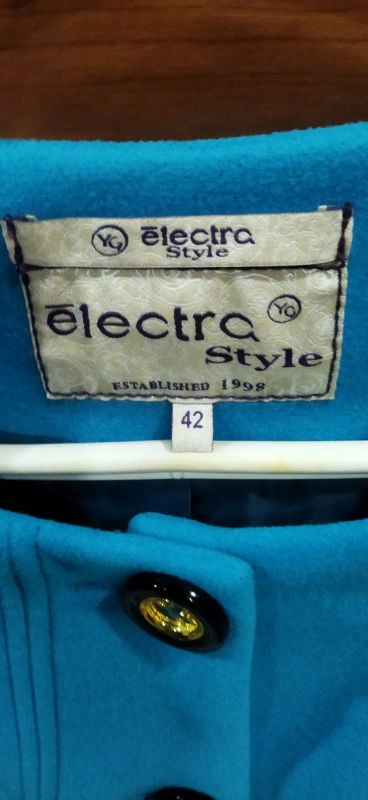 YG ēlectra
Style
ēlectra YG
Style
ESTABLISHED 1998
42